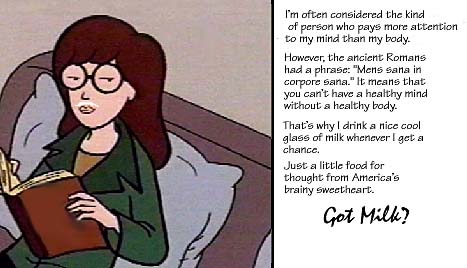 I'm often considered the kind
of person who pays more attention
to my mind than my body.
However, the ancient Romans
had a phrase: "Mens sana in
corpore sana." It means that
you can't have a healthy mind
without a healthy body.
That's why I drink a nice cool
glass of milk whenever I get a
chance.
Just a little food for
thought from America's
brainy sweetheart.
Got Milk?